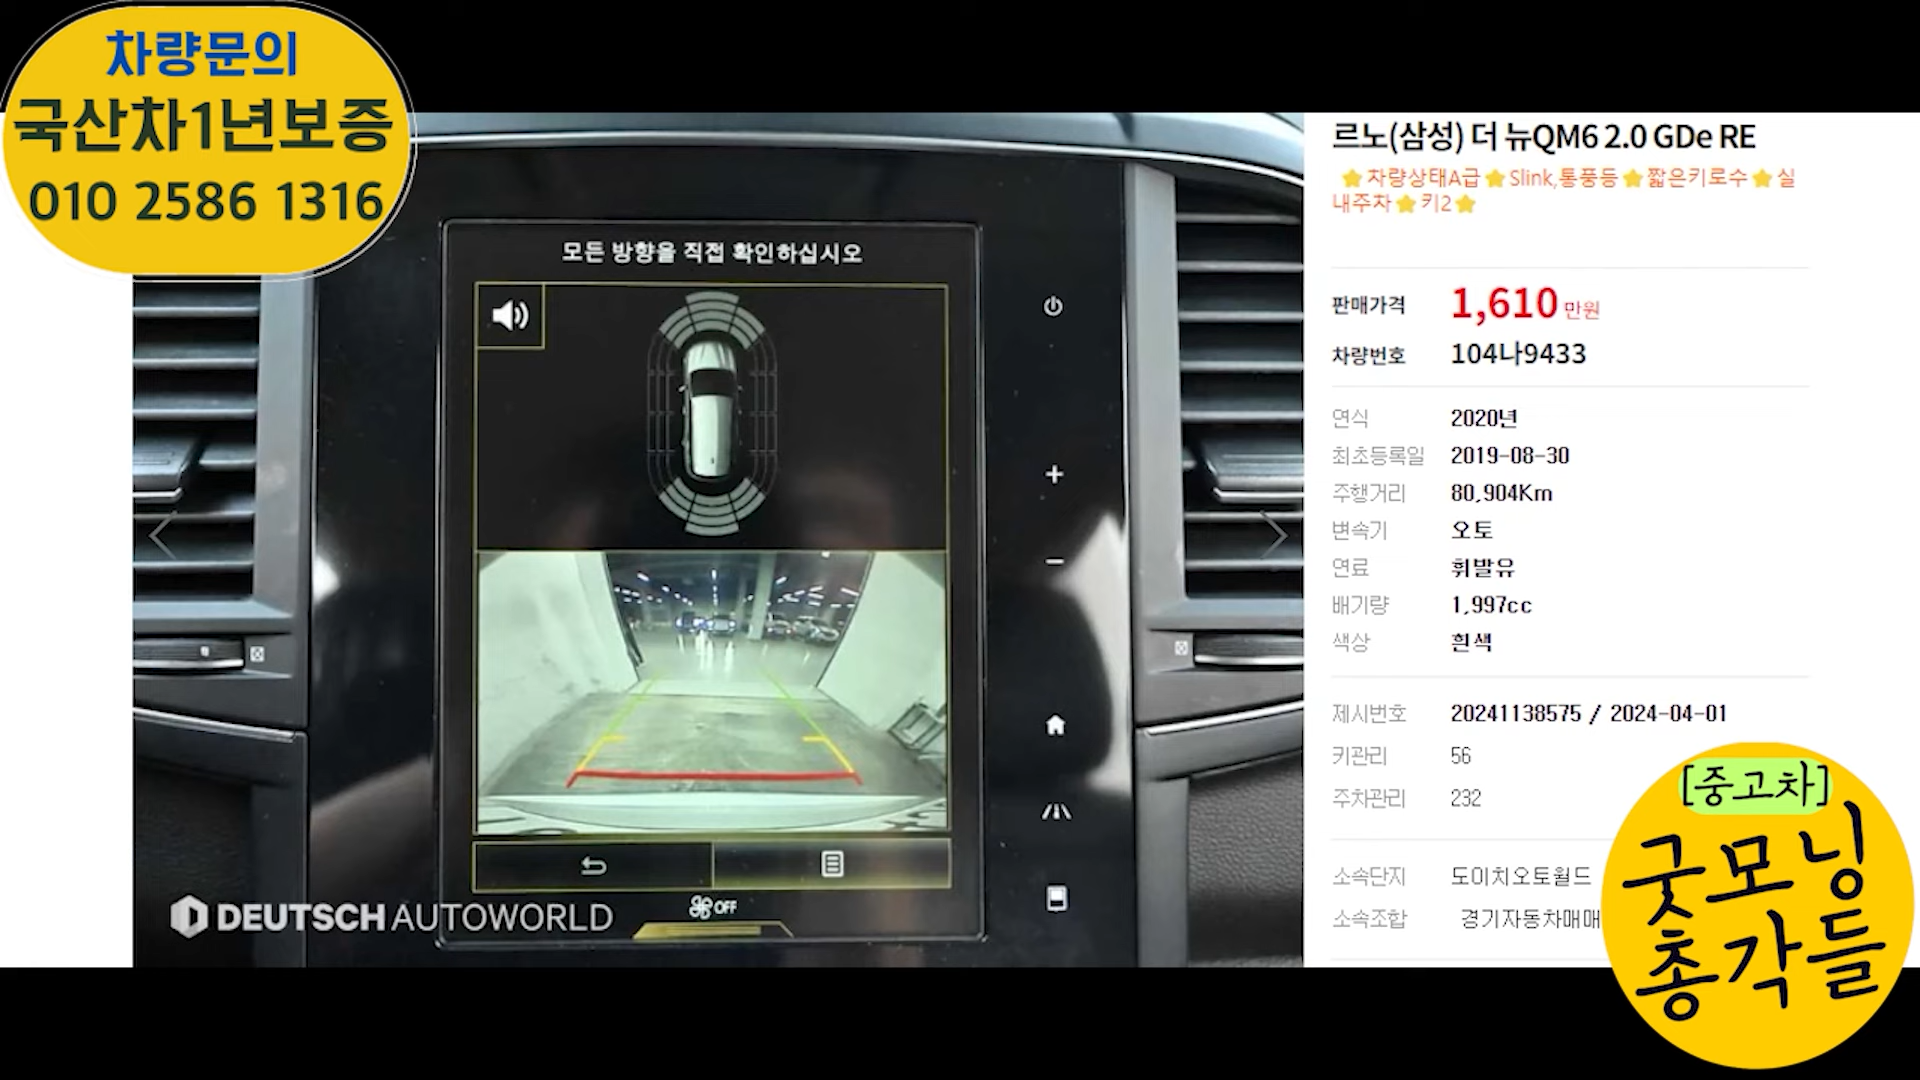 차량문의
국산차1년보증
010 2586 1316
모든 방향을 직접 확인하십시오
OFF
DEUTSCH AUTOWORLD
르노(삼성) 더 뉴QM6 2.0 GDe RE
⭐차량상태A급⭐Slink,통풍등⭐짧은키로수⭐실
내주차⭐키2⭐
판매가격 1,610 만원
차량번호 104나9433
연식 2020년
최초등록일 2019-08-30
주행거리 80,904Km
변속기 오토
연료 휘발유
배기량 1,997cc
색상 흰색
제시번호 20241138575 / 2024-04-01
키관리 56
주차관리 232
소속단지 도이치오토월드
소속조합 경기자동차매매
[중고차]
굿모닝
총각들